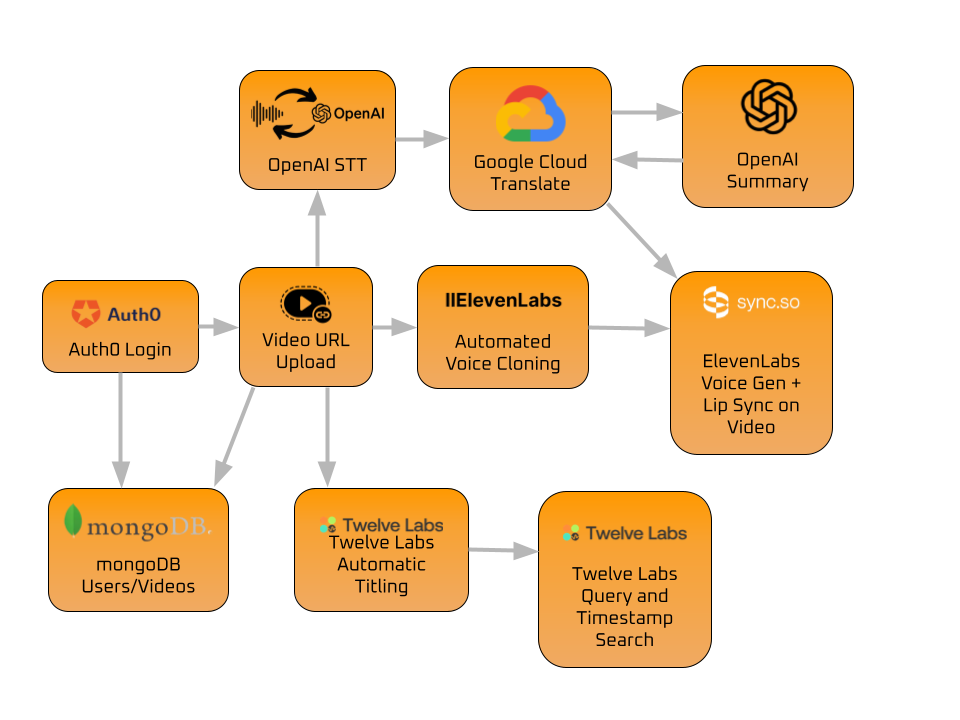 OpenAI
OpenAI STT
Google Cloud
Translate
OpenAI
Summary
Auth0
Auth0 Login
Video URL
Upload
IIElevenLabs
Automated
Voice Cloning
sync.so
ElevenLabs
Voice Gen +
Lip Sync on
Video
mongoDB.
mongoDB
Users/Videos
Twelve Labs
Twelve Labs
Automatic
Titling
Twelve Labs
Twelve Labs
Query and
Timestamp
Search